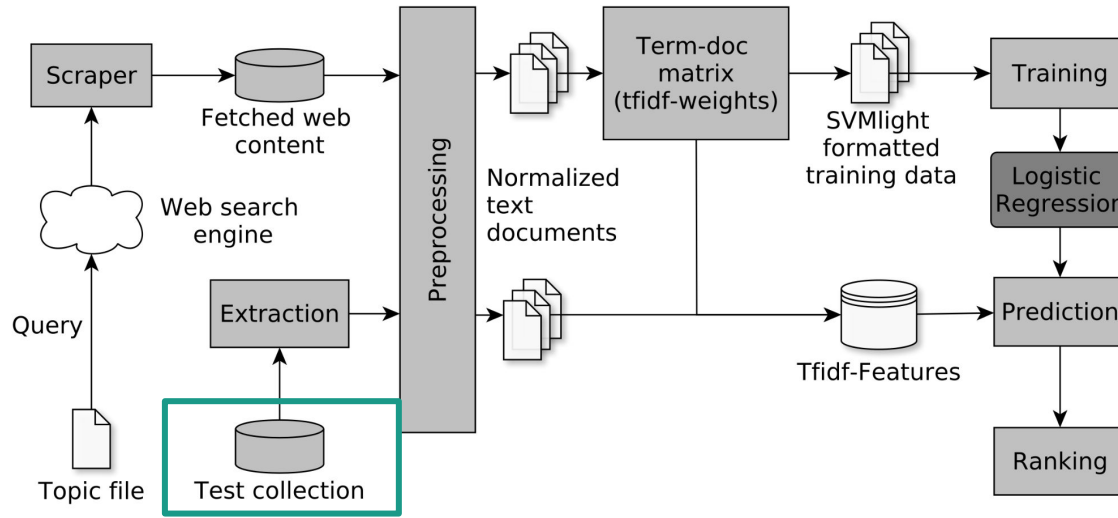 Scraper
Fetched web
content
Web search
engine
Query
Topic file
Extraction
Test collection
Preprocessing
Normalized
text
documents
Term-doc
matrix
(tfidf-weights)
SVMlight
formatted
training data
Tfidf-Features
Training
Logistic
Regression
Prediction
Ranking